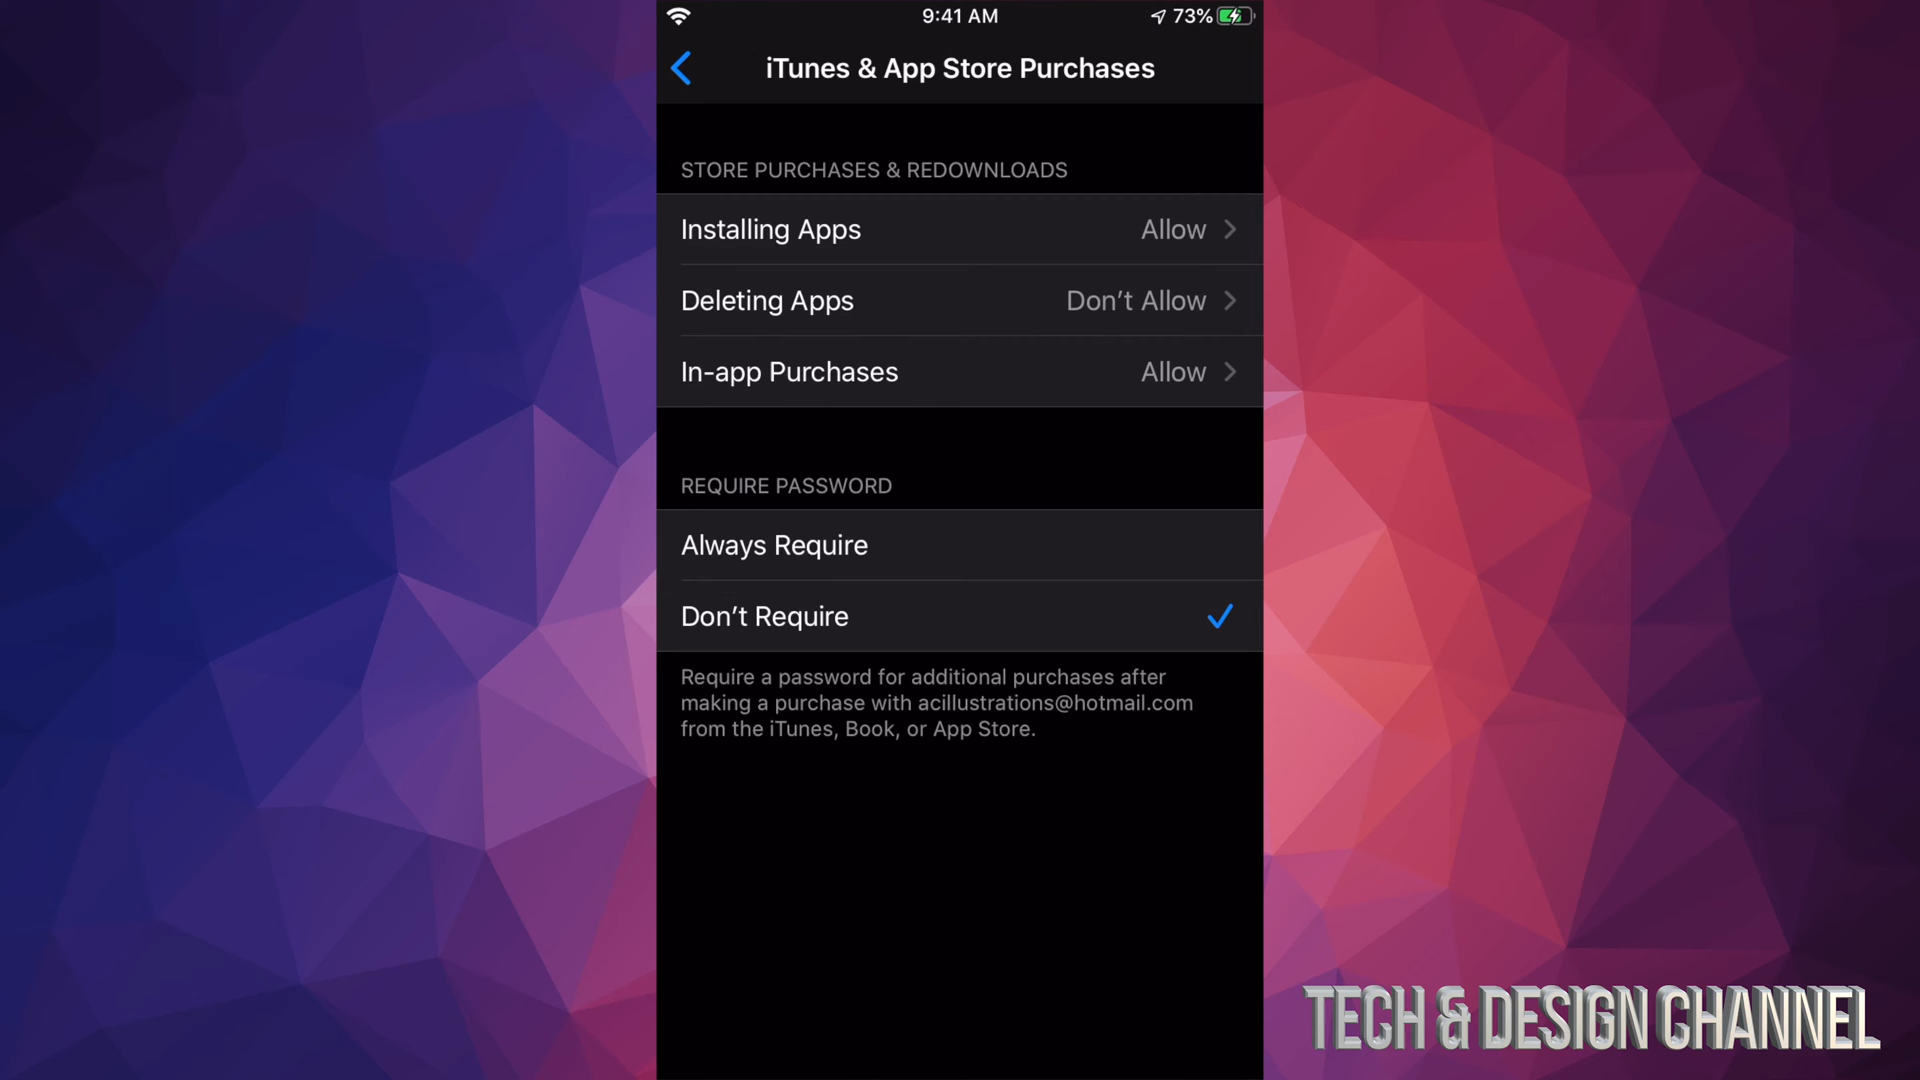 9:41 AM
73%
iTunes & App Store Purchases
STORE PURCHASES & REDOWNLOADS
Installing Apps Allow
Deleting Apps Don’t Allow
In-app Purchases Allow
REQUIRE PASSWORD
Always Require
Don’t Require
Require a password for additional purchases after
making a purchase with acillustrations@hotmail.com
from the iTunes, Book, or App Store.
TECH & DESIGN CHANNEL